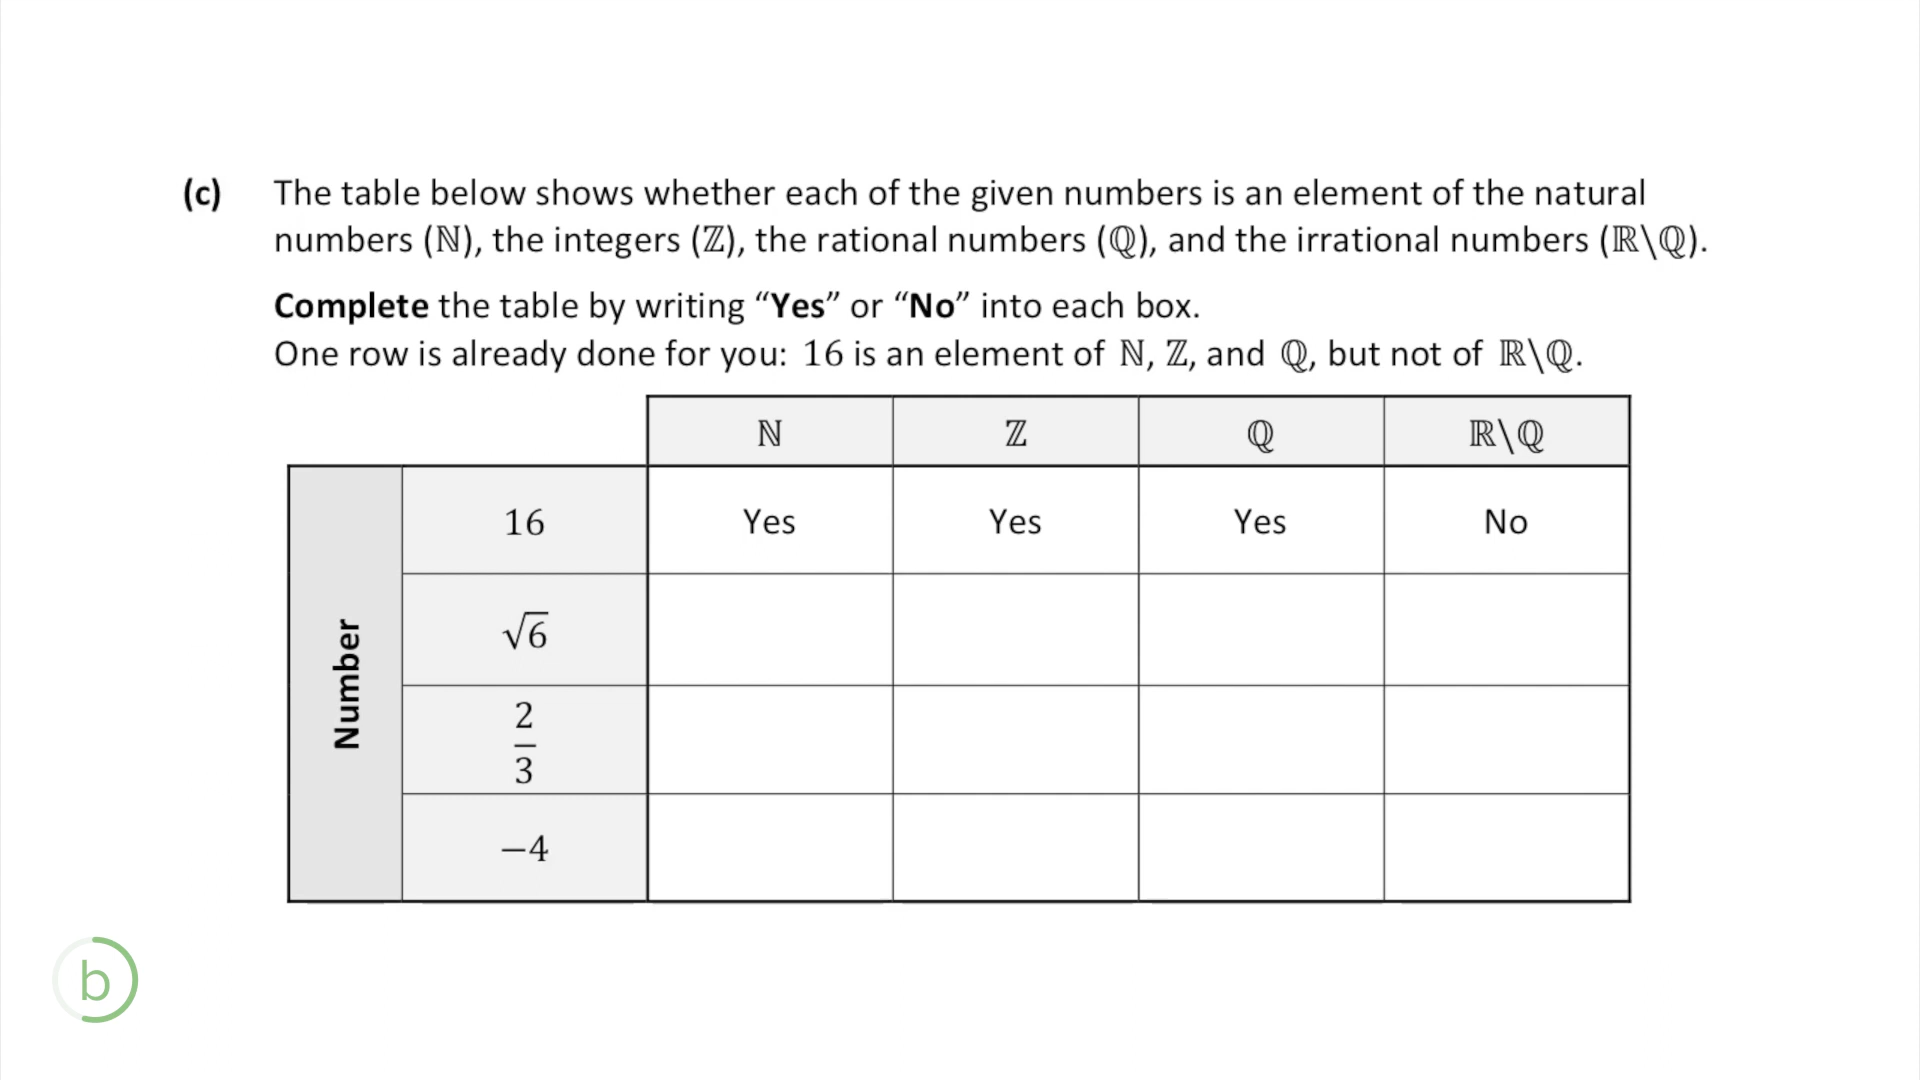 (c) The table below shows whether each of the given numbers is an element of the natural
numbers (ℕ), the integers (ℤ), the rational numbers (ℚ), and the irrational numbers (ℝ\ℚ).
Complete the table by writing “Yes” or “No” into each box.
One row is already done for you: 16 is an element of ℕ, ℤ, and ℚ, but not of ℝ\ℚ.
ℕ ℤ ℚ ℝ\ℚ
Number
16 Yes Yes Yes No
√6
2
3
−4
b